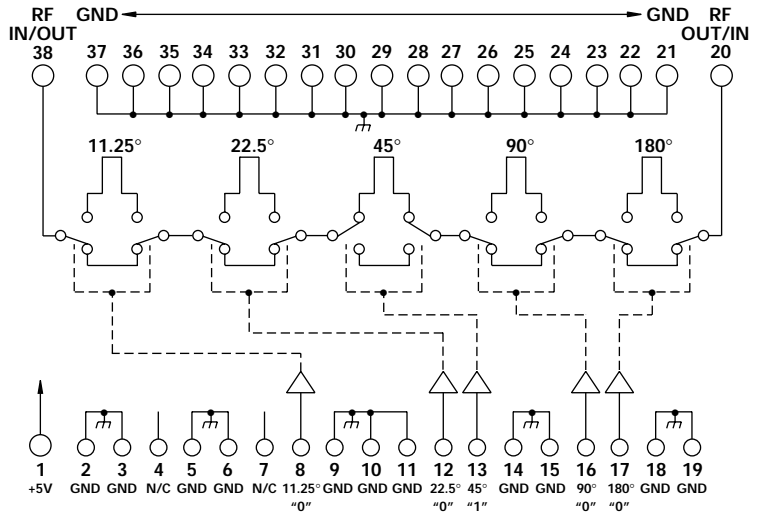 RF IN/OUT GND GND RF OUT/IN
38 37 36 35 34 33 32 31 30 29 28 27 26 25 24 23 22 21 20
11.25° 22.5° 45° 90° 180°
1 2 3 4 5 6 7 8 9 10 11 12 13 14 15 16 17 18 19
+5V GND GND N/C GND GND N/C 11.25° GND GND GND 22.5° 45° GND GND 90° 180° GND GND
“0” “0” “1” “0” “0”